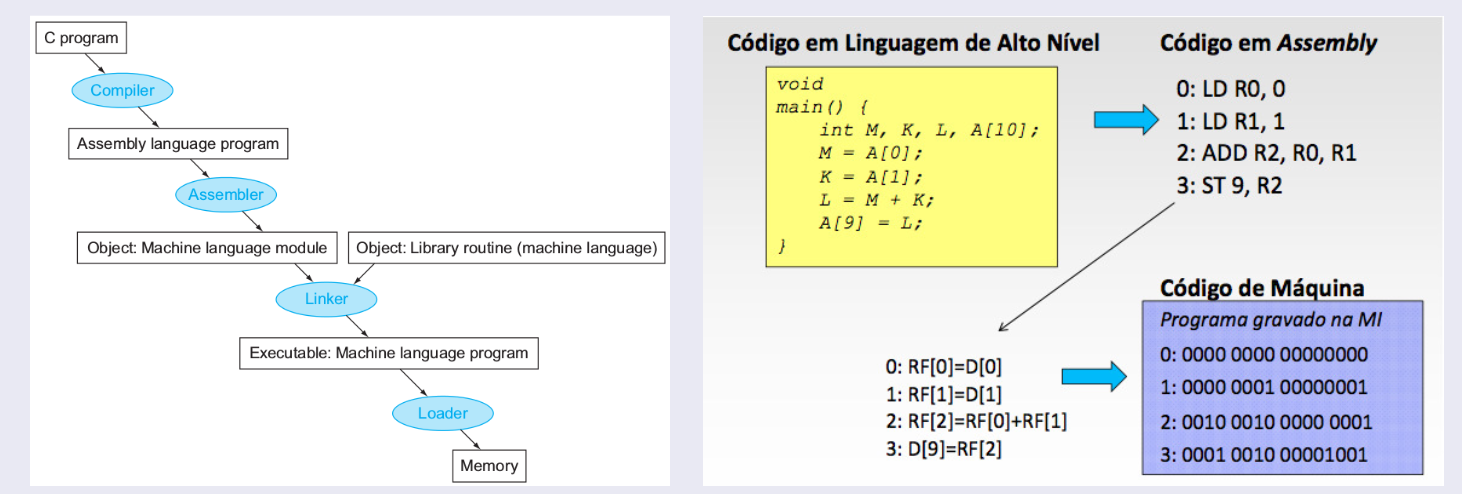 C program
Compiler
Assembly language program
Assembler
Object: Machine language module
Object: Library routine (machine language)
Linker
Executable: Machine language program
Loader
Memory
Código em Linguagem de Alto Nível
void
main() {
int M, K, L, A[10];
M = A[0];
K = A[1];
L = M + K;
A[9] = L;
}
Código em Assembly
0: LD R0, 0
1: LD R1, 1
2: ADD R2, R0, R1
3: ST 9, R2
0: RF[0]=D[0]
1: RF[1]=D[1]
2: RF[2]=RF[0]+RF[1]
3: D[9]=RF[2]
Código de Máquina
Programa gravado na MI
0: 0000 0000 00000000
1: 0000 0001 00000001
2: 0010 0010 0000 0001
3: 0001 0010 00001001